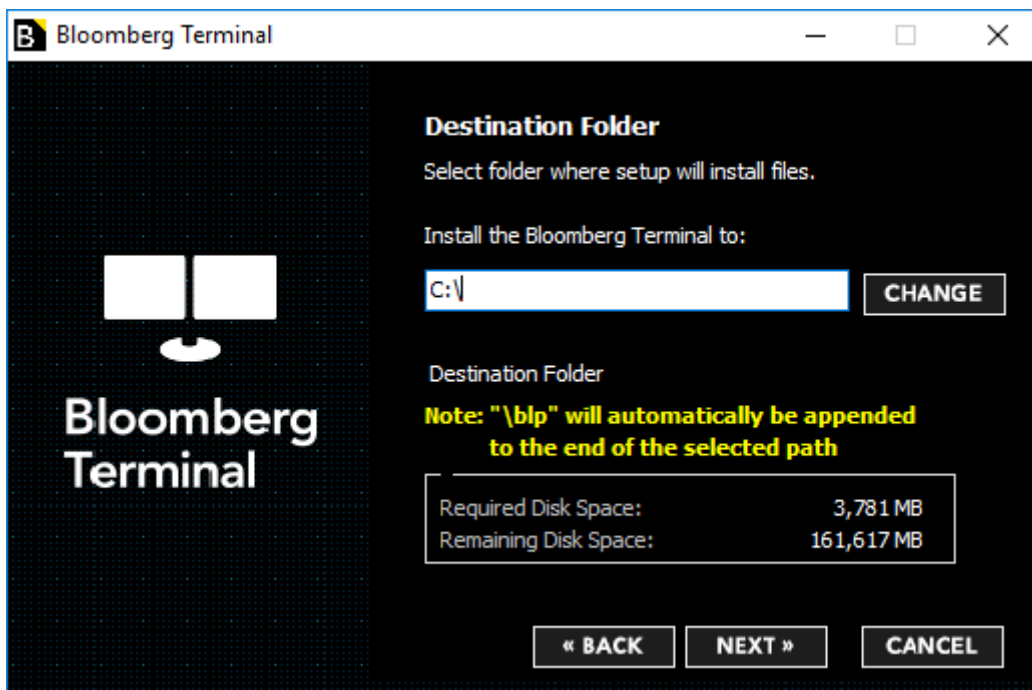 Bloomberg Terminal
Destination Folder
Select folder where setup will install files.
Install the Bloomberg Terminal to:
C:\
CHANGE
Bloomberg
Terminal
Destination Folder
Note: "\blp" will automatically be appended
to the end of the selected path
Required Disk Space: 3,781 MB
Remaining Disk Space: 161,617 MB
« BACK
NEXT »
CANCEL